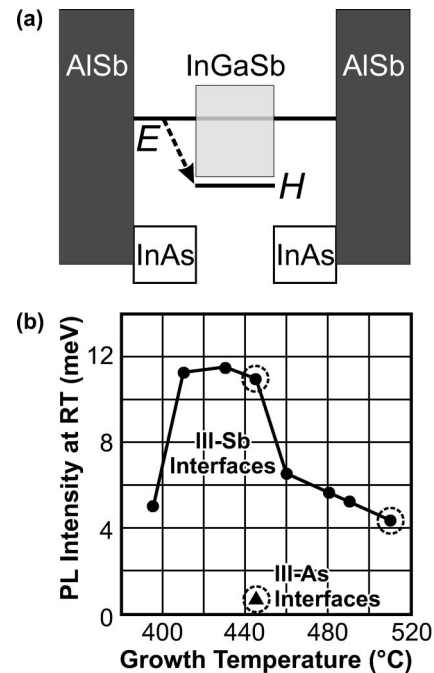 (a)
AlSb
InGaSb
AlSb
E
H
InAs
InAs
(b)
PL Intensity at RT (meV)
12
8
4
0
III-Sb
Interfaces
III-As
Interfaces
400
440
480
520
Growth Temperature (°C)